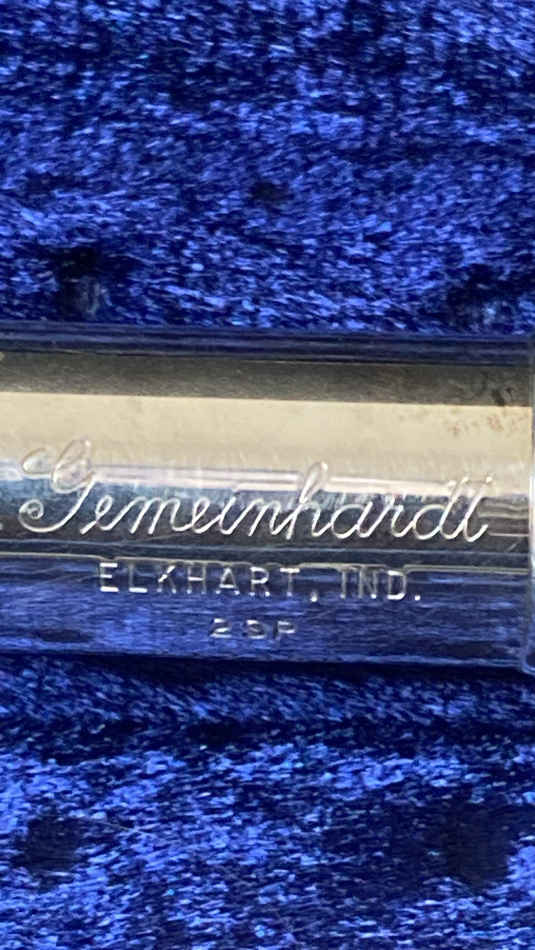 Gemeinhardt
ELKHART, IND.
2SP